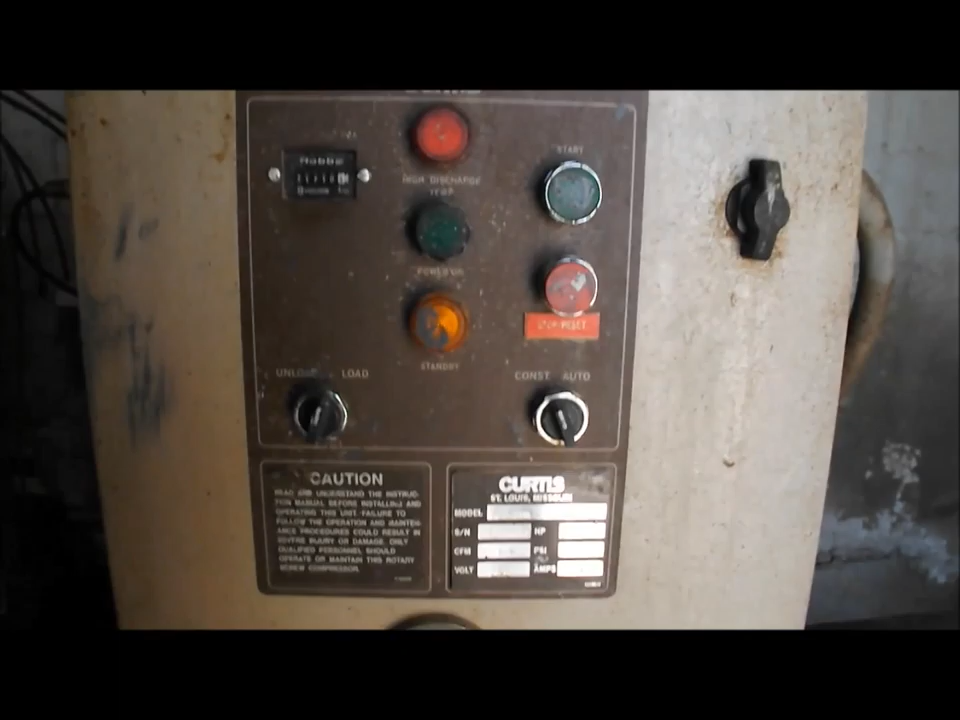 CURTIS
START
HIGH DISCHARGE
TEMP
POWER ON
STANDBY
UNLOAD LOAD
CONST AUTO
CAUTION
READ AND UNDERSTAND THE INSTRUC-
TION MANUAL BEFORE INSTALLING AND
OPERATING THIS UNIT. FAILURE TO
FOLLOW THE OPERATION AND MAINTEN-
ANCE PROCEDURES COULD RESULT IN
SEVERE INJURY OR DAMAGE. ONLY
QUALIFIED PERSONNEL SHOULD
OPERATE OR MAINTAIN THIS ROTARY
SCREW COMPRESSOR.
CURTIS
ST. LOUIS, MISSOURI
MODEL
S/N HP
CFM PSI
VOLT AMPS